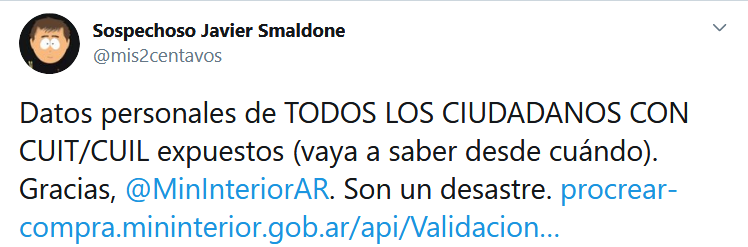 Sospechoso Javier Smaldone
@mis2centavos
Datos personales de TODOS LOS CIUDADANOS CON
CUIT/CUIL expuestos (vaya a saber desde cuándo).
Gracias, @MinInteriorAR. Son un desastre. procrear-
compra.mininterior.gob.ar/api/Validacion…